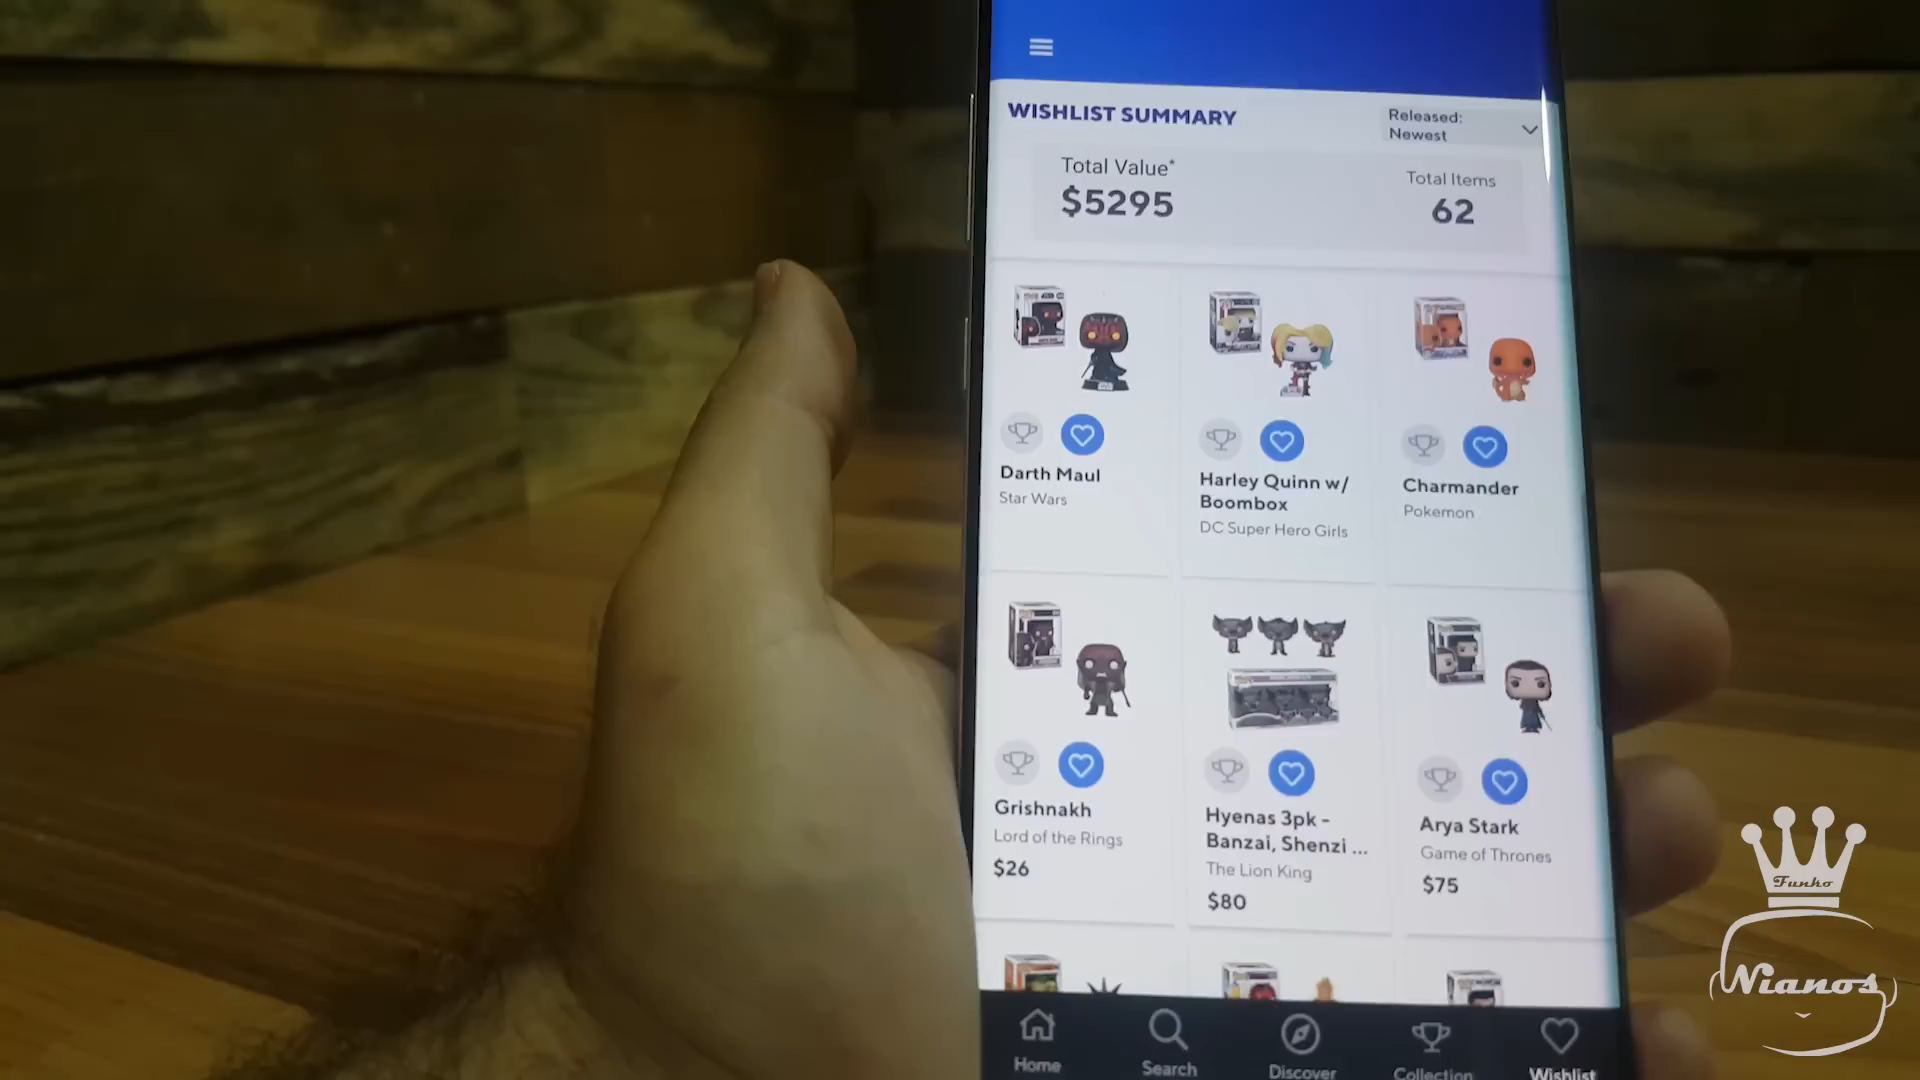 WISHLIST SUMMARY
Released:
Newest
Total Value*
$5295
Total Items
62
Darth Maul
Star Wars
Harley Quinn w/
Boombox
DC Super Hero Girls
Charmander
Pokemon
Grishnakh
Lord of the Rings
$26
Hyenas 3pk -
Banzai, Shenzi ...
The Lion King
$80
Arya Stark
Game of Thrones
$75
Home
Search
Discover
Collection
Wishlist
Funko
Nianos